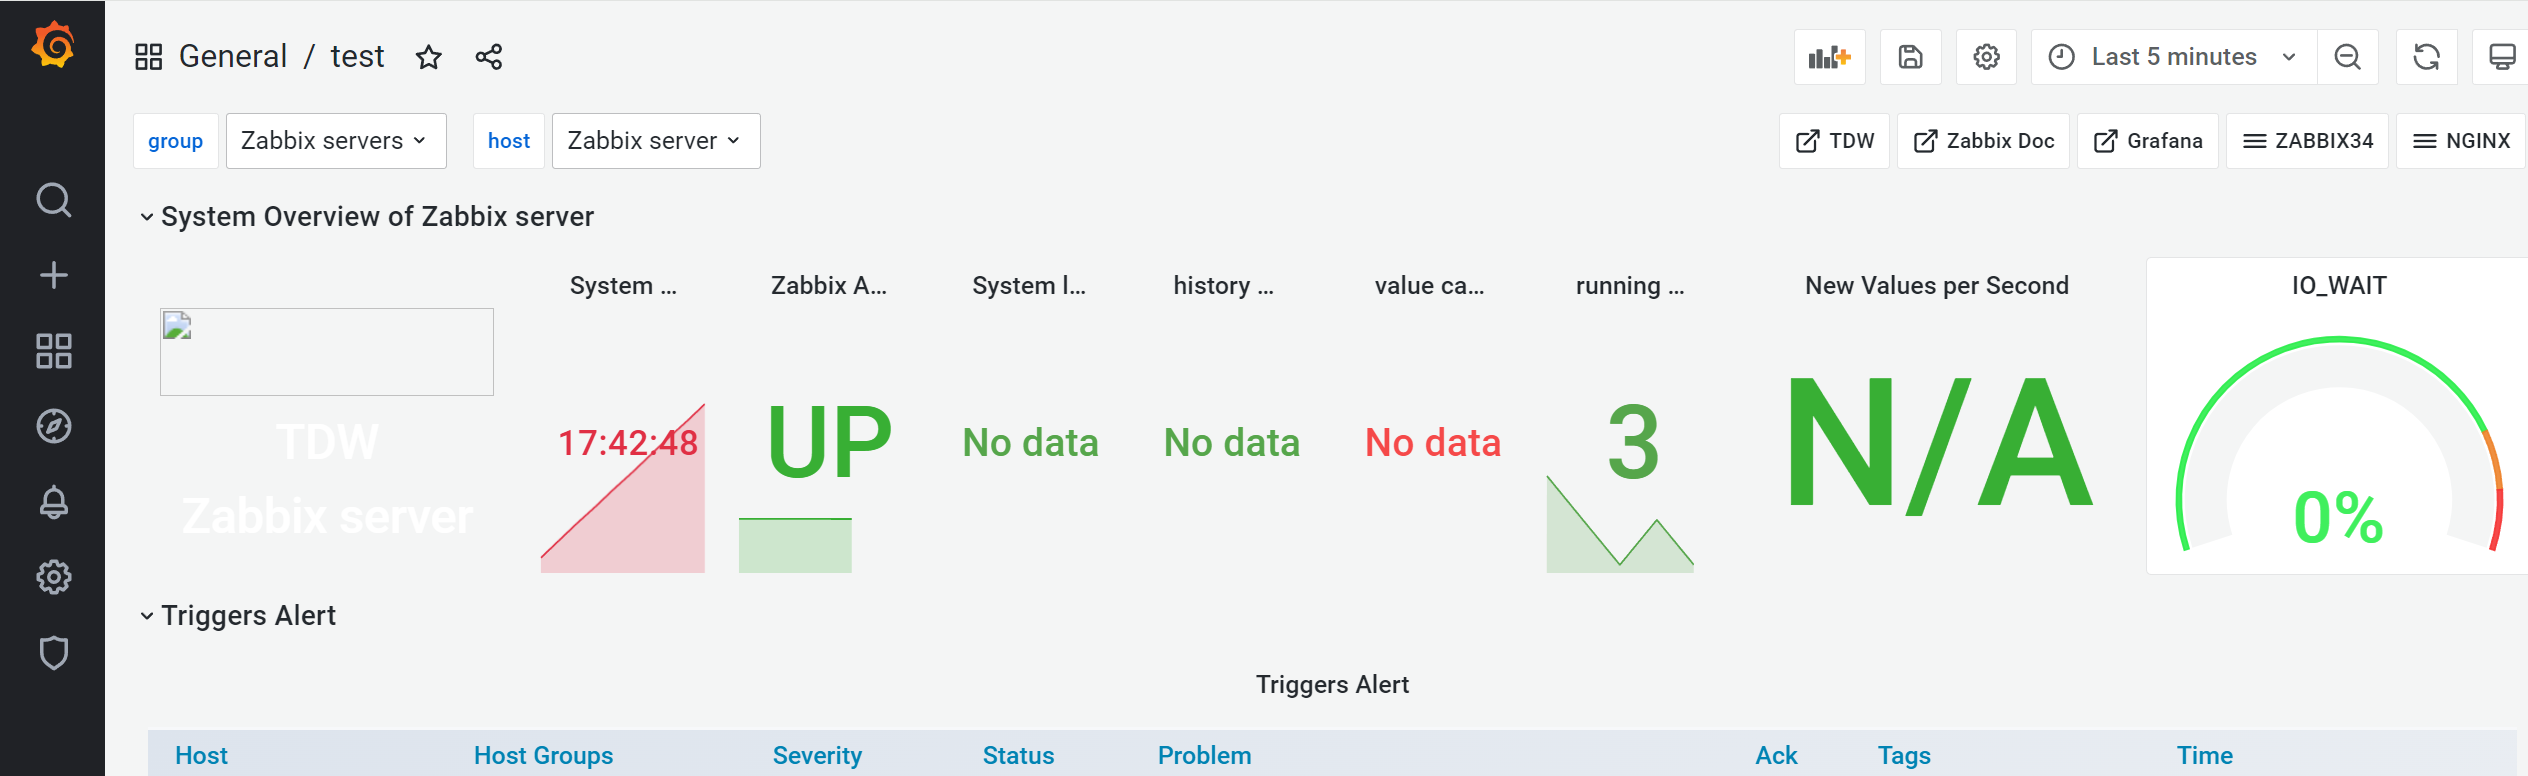 General / test
Last 5 minutes
group Zabbix servers host Zabbix server
TDW Zabbix Doc Grafana ZABBIX34 NGINX
System Overview of Zabbix server
System ... Zabbix A... System l... history ... value ca... running ... New Values per Second IO_WAIT
TDW
Zabbix server
17:42:48 UP No data No data No data 3 N/A 0%
Triggers Alert
Triggers Alert
Host Host Groups Severity Status Problem Ack Tags Time